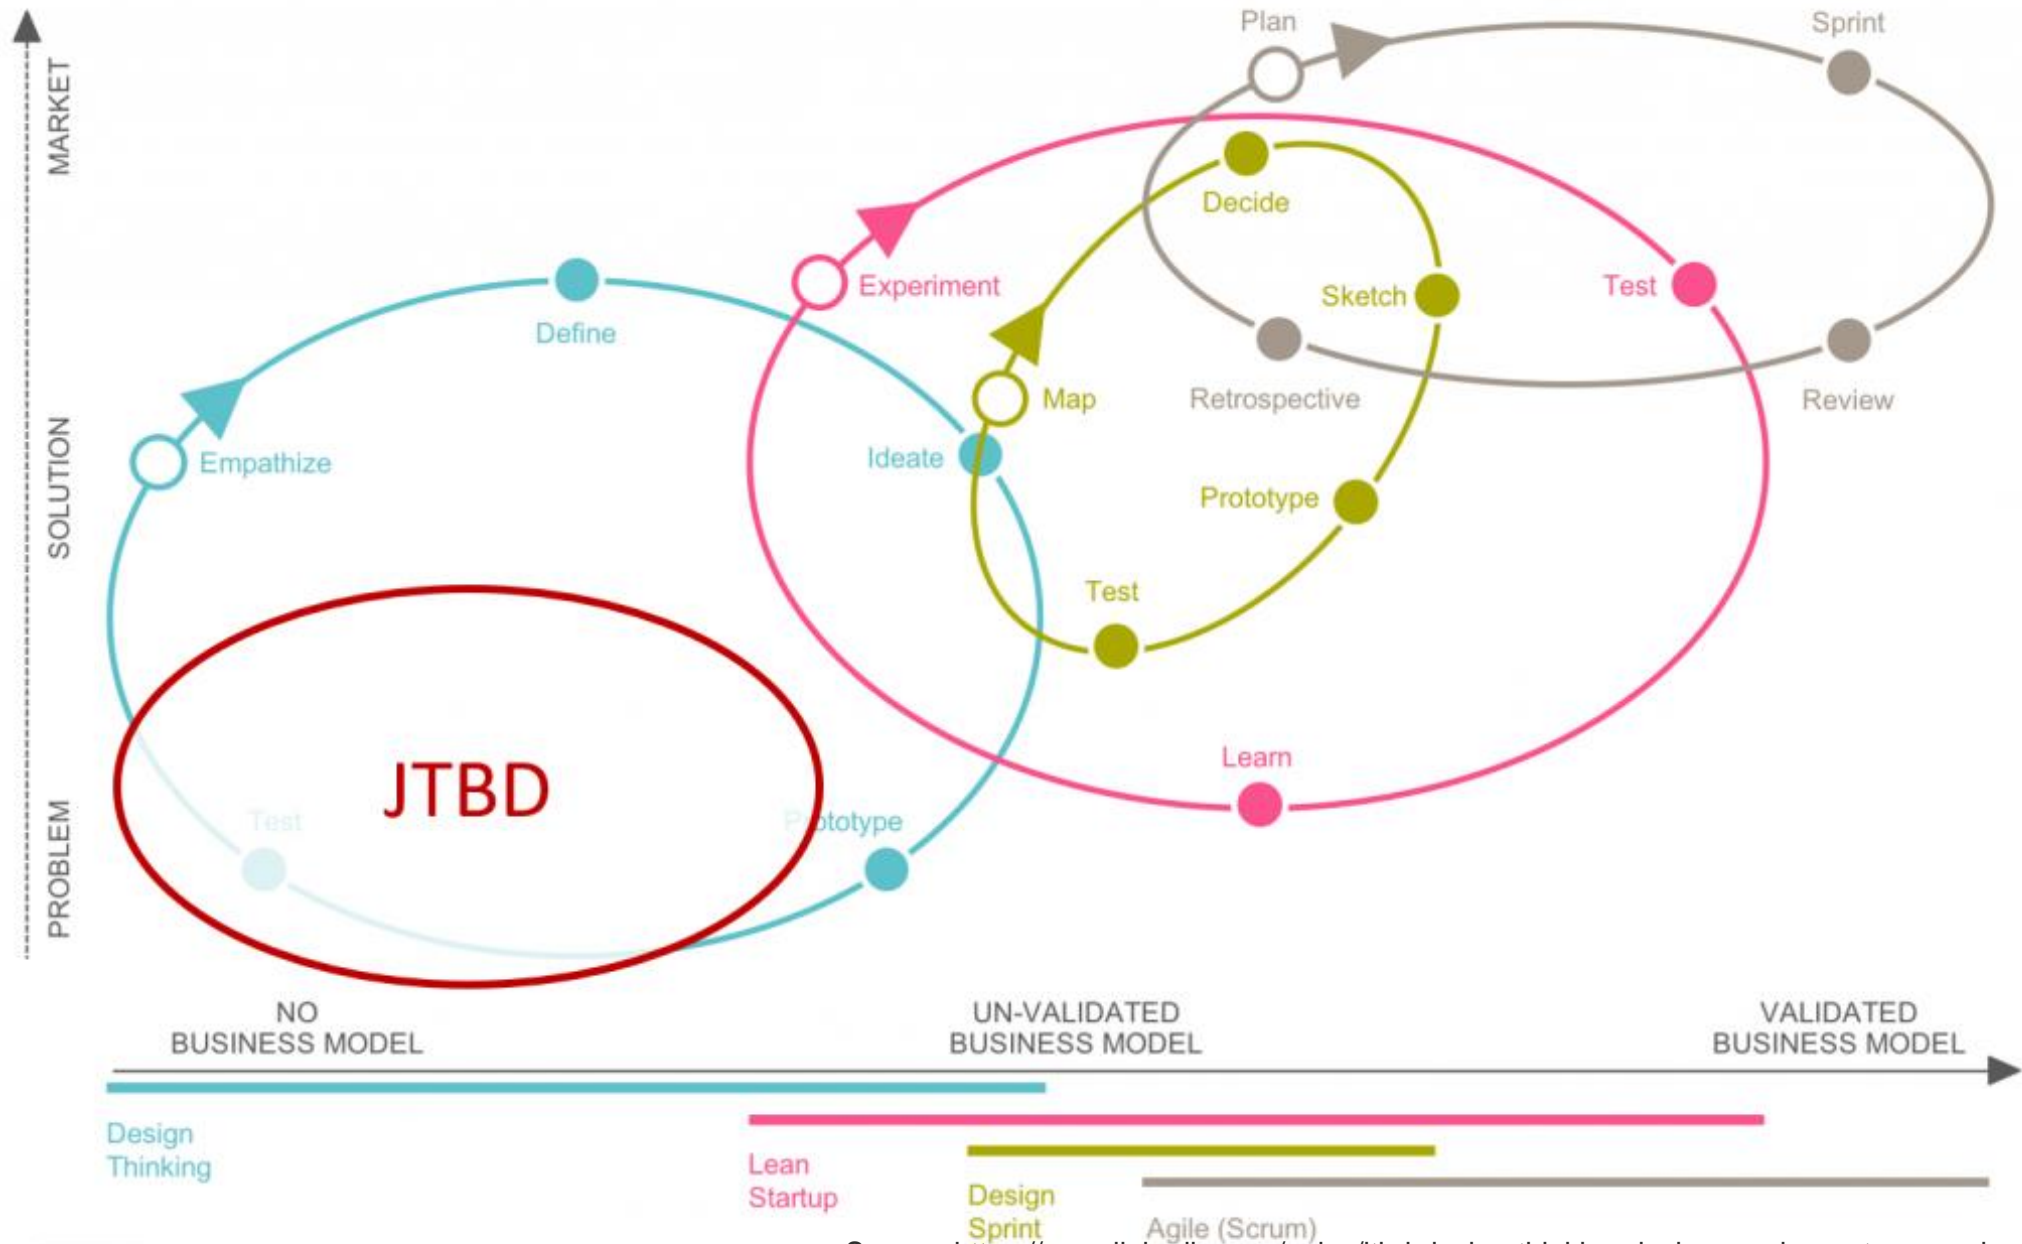 Plan
Sprint
MARKET
Decide
Experiment
Sketch
Test
Define
Map
Retrospective
Review
SOLUTION
Empathize
Ideate
Prototype
Test
Learn
JTBD
PROBLEM
Test
Prototype
NO
BUSINESS MODEL
UN-VALIDATED
BUSINESS MODEL
VALIDATED
BUSINESS MODEL
Design
Thinking
Lean
Startup
Design
Sprint
Agile (Scrum)